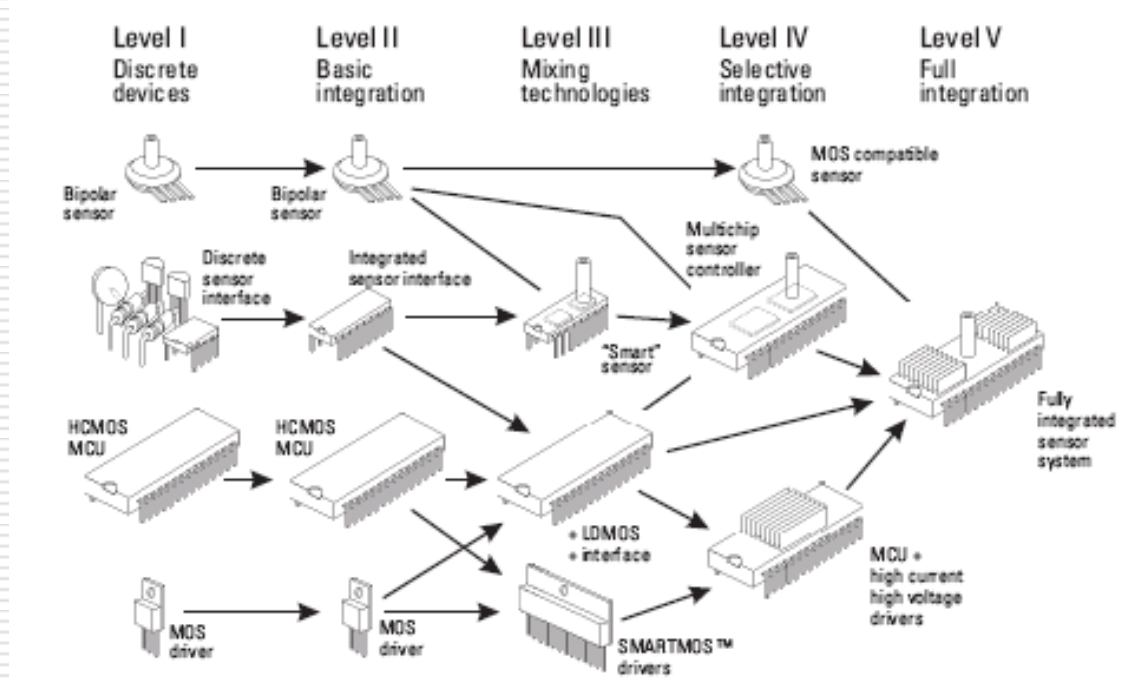 Level I
Discrete
devices
Level II
Basic
integration
Level III
Mixing
technologies
Level IV
Selective
integration
Level V
Full
integration
Bipolar
sensor
Bipolar
sensor
MOS compatible
sensor
Discrete
sensor
interface
Integrated
sensor interface
"Smart"
sensor
Multichip
sensor
controller
Fully
integrated
sensor
system
HCMOS
MCU
HCMOS
MCU
+ LDMOS
+ interface
MCU +
high current
high voltage
drivers
MOS
driver
MOS
driver
SMARTMOS™
drivers